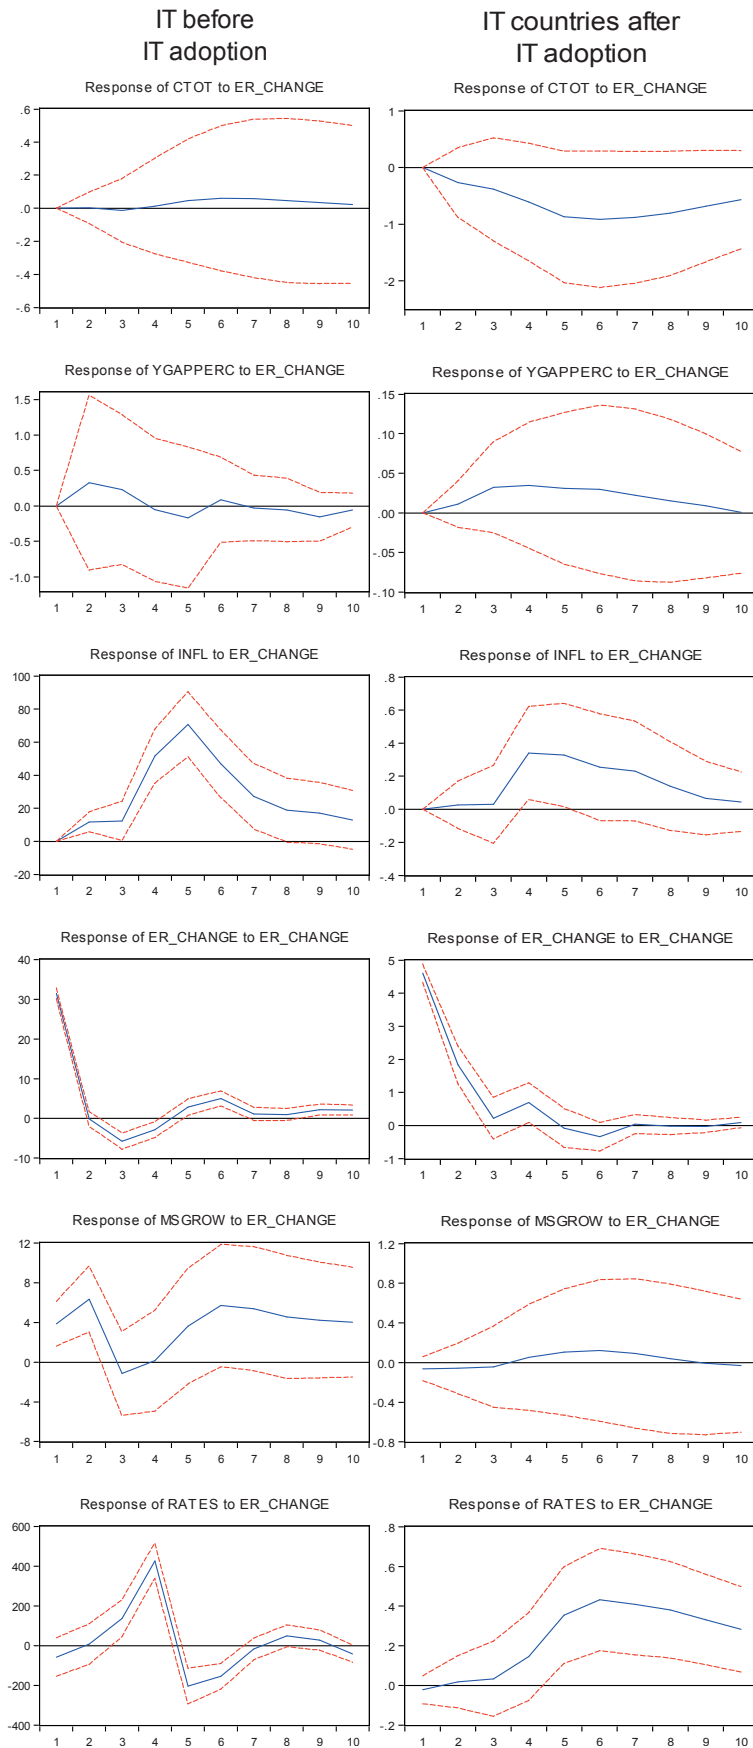 IT before
IT adoption
IT countries after
IT adoption
Response of CTOT to ER_CHANGE
.6
.4
.2
.0
-.2
-.4
-.6
1 2 3 4 5 6 7 8 9 10
Response of CTOT to ER_CHANGE
1
0
-1
-2
1 2 3 4 5 6 7 8 9 10
Response of YGAPPERC to ER_CHANGE
1.5
1.0
0.5
0.0
-0.5
-1.0
1 2 3 4 5 6 7 8 9 10
Response of YGAPPERC to ER_CHANGE
.15
.10
.05
.00
-.05
-.10
1 2 3 4 5 6 7 8 9 10
Response of INFL to ER_CHANGE
100
80
60
40
20
0
-20
1 2 3 4 5 6 7 8 9 10
Response of INFL to ER_CHANGE
.8
.6
.4
.2
.0
-.2
-.4
1 2 3 4 5 6 7 8 9 10
Response of ER_CHANGE to ER_CHANGE
40
30
20
10
0
-10
1 2 3 4 5 6 7 8 9 10
Response of ER_CHANGE to ER_CHANGE
5
4
3
2
1
0
-1
1 2 3 4 5 6 7 8 9 10
Response of MSGROW to ER_CHANGE
12
8
4
0
-4
-8
1 2 3 4 5 6 7 8 9 10
Response of MSGROW to ER_CHANGE
1.2
0.8
0.4
0.0
-0.4
-0.8
1 2 3 4 5 6 7 8 9 10
Response of RATES to ER_CHANGE
600
400
200
0
-200
-400
1 2 3 4 5 6 7 8 9 10
Response of RATES to ER_CHANGE
.8
.6
.4
.2
.0
-.2
1 2 3 4 5 6 7 8 9 10